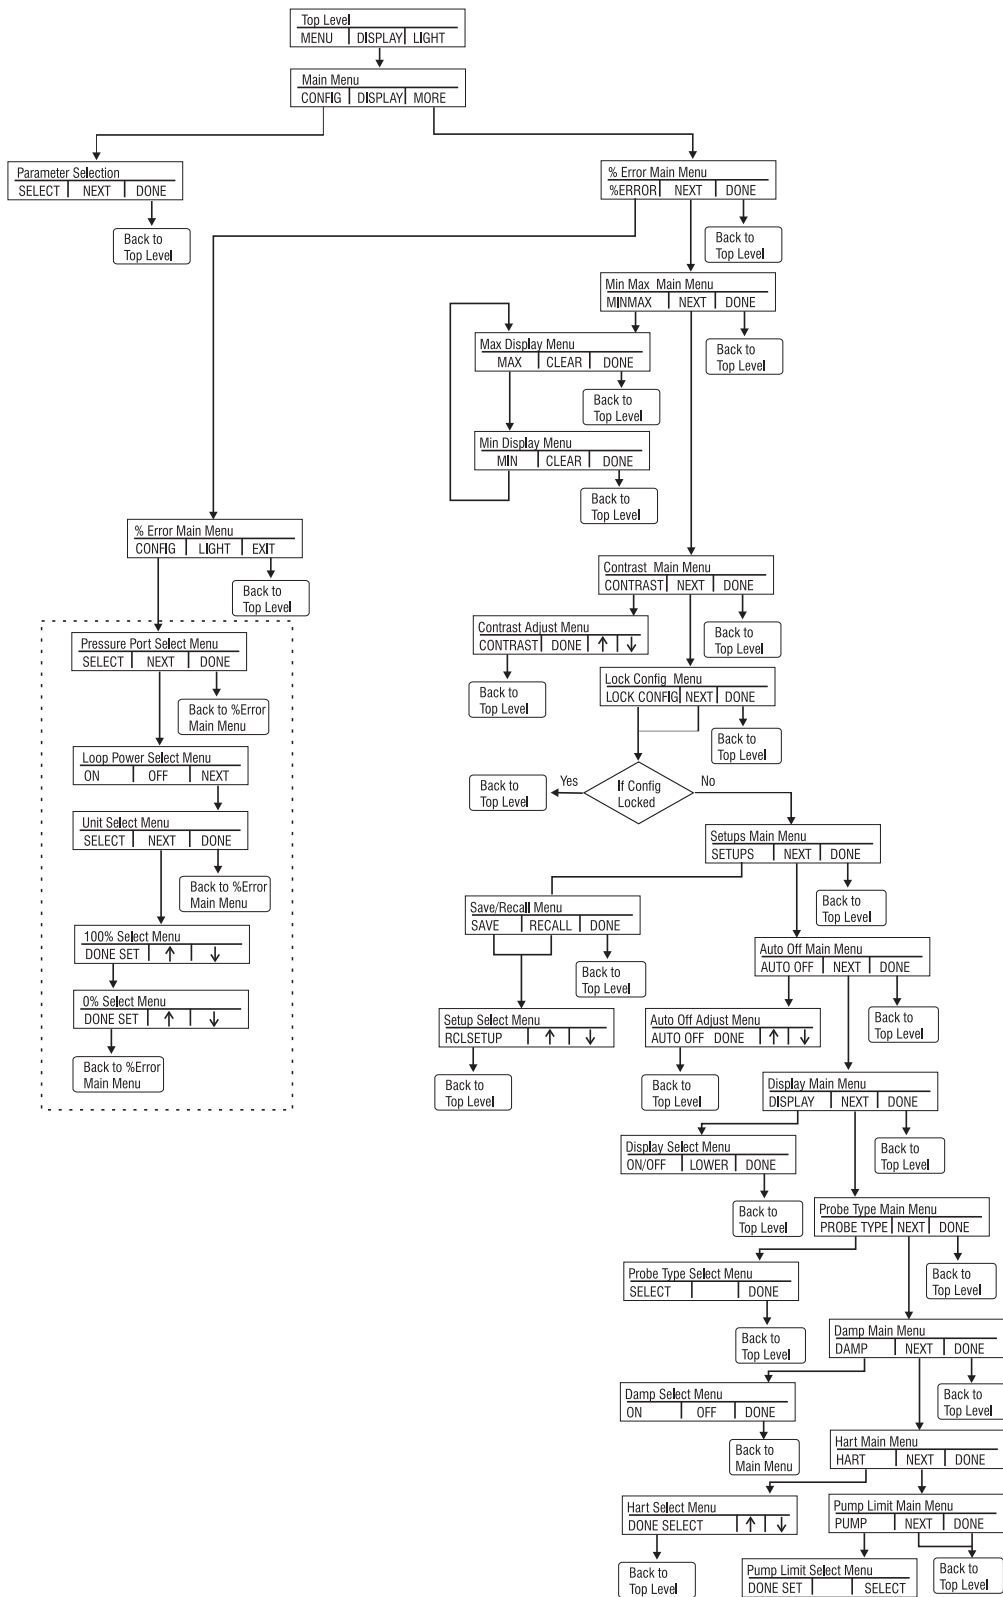 Top Level
MENU DISPLAY LIGHT
Main Menu
CONFIG DISPLAY MORE
Parameter Selection
SELECT NEXT DONE
Back to
Top Level
% Error Main Menu
%ERROR NEXT DONE
Back to
Top Level
Min Max Main Menu
MINMAX NEXT DONE
Back to
Top Level
Max Display Menu
MAX CLEAR DONE
Back to
Top Level
Min Display Menu
MIN CLEAR DONE
Back to
Top Level
% Error Main Menu
CONFIG LIGHT EXIT
Back to
Top Level
Pressure Port Select Menu
SELECT NEXT DONE
Back to %Error
Main Menu
Loop Power Select Menu
ON OFF NEXT
Unit Select Menu
SELECT NEXT DONE
Back to %Error
Main Menu
100% Select Menu
DONE SET ↑ ↓
0% Select Menu
DONE SET ↑ ↓
Back to %Error
Main Menu
Contrast Main Menu
CONTRAST NEXT DONE
Back to
Top Level
Contrast Adjust Menu
CONTRAST DONE ↑ ↓
Back to
Top Level
Lock Config Menu
LOCK CONFIG NEXT DONE
Back to
Top Level
If Config
Locked
Yes
No
Back to
Top Level
Setups Main Menu
SETUPS NEXT DONE
Back to
Top Level
Save/Recall Menu
SAVE RECALL DONE
Back to
Top Level
Setup Select Menu
RCLSETUP ↑ ↓
Back to
Top Level
Auto Off Main Menu
AUTO OFF NEXT DONE
Back to
Top Level
Auto Off Adjust Menu
AUTO OFF DONE ↑ ↓
Back to
Top Level
Display Main Menu
DISPLAY NEXT DONE
Back to
Top Level
Display Select Menu
ON/OFF LOWER DONE
Back to
Top Level
Probe Type Main Menu
PROBE TYPE NEXT DONE
Back to
Top Level
Probe Type Select Menu
SELECT DONE
Back to
Top Level
Damp Main Menu
DAMP NEXT DONE
Back to
Top Level
Damp Select Menu
ON OFF DONE
Back to
Main Menu
Hart Main Menu
HART NEXT DONE
Hart Select Menu
DONE SELECT ↑ ↓
Back to
Top Level
Pump Limit Main Menu
PUMP NEXT DONE
Back to
Top Level
Pump Limit Select Menu
DONE SET SELECT